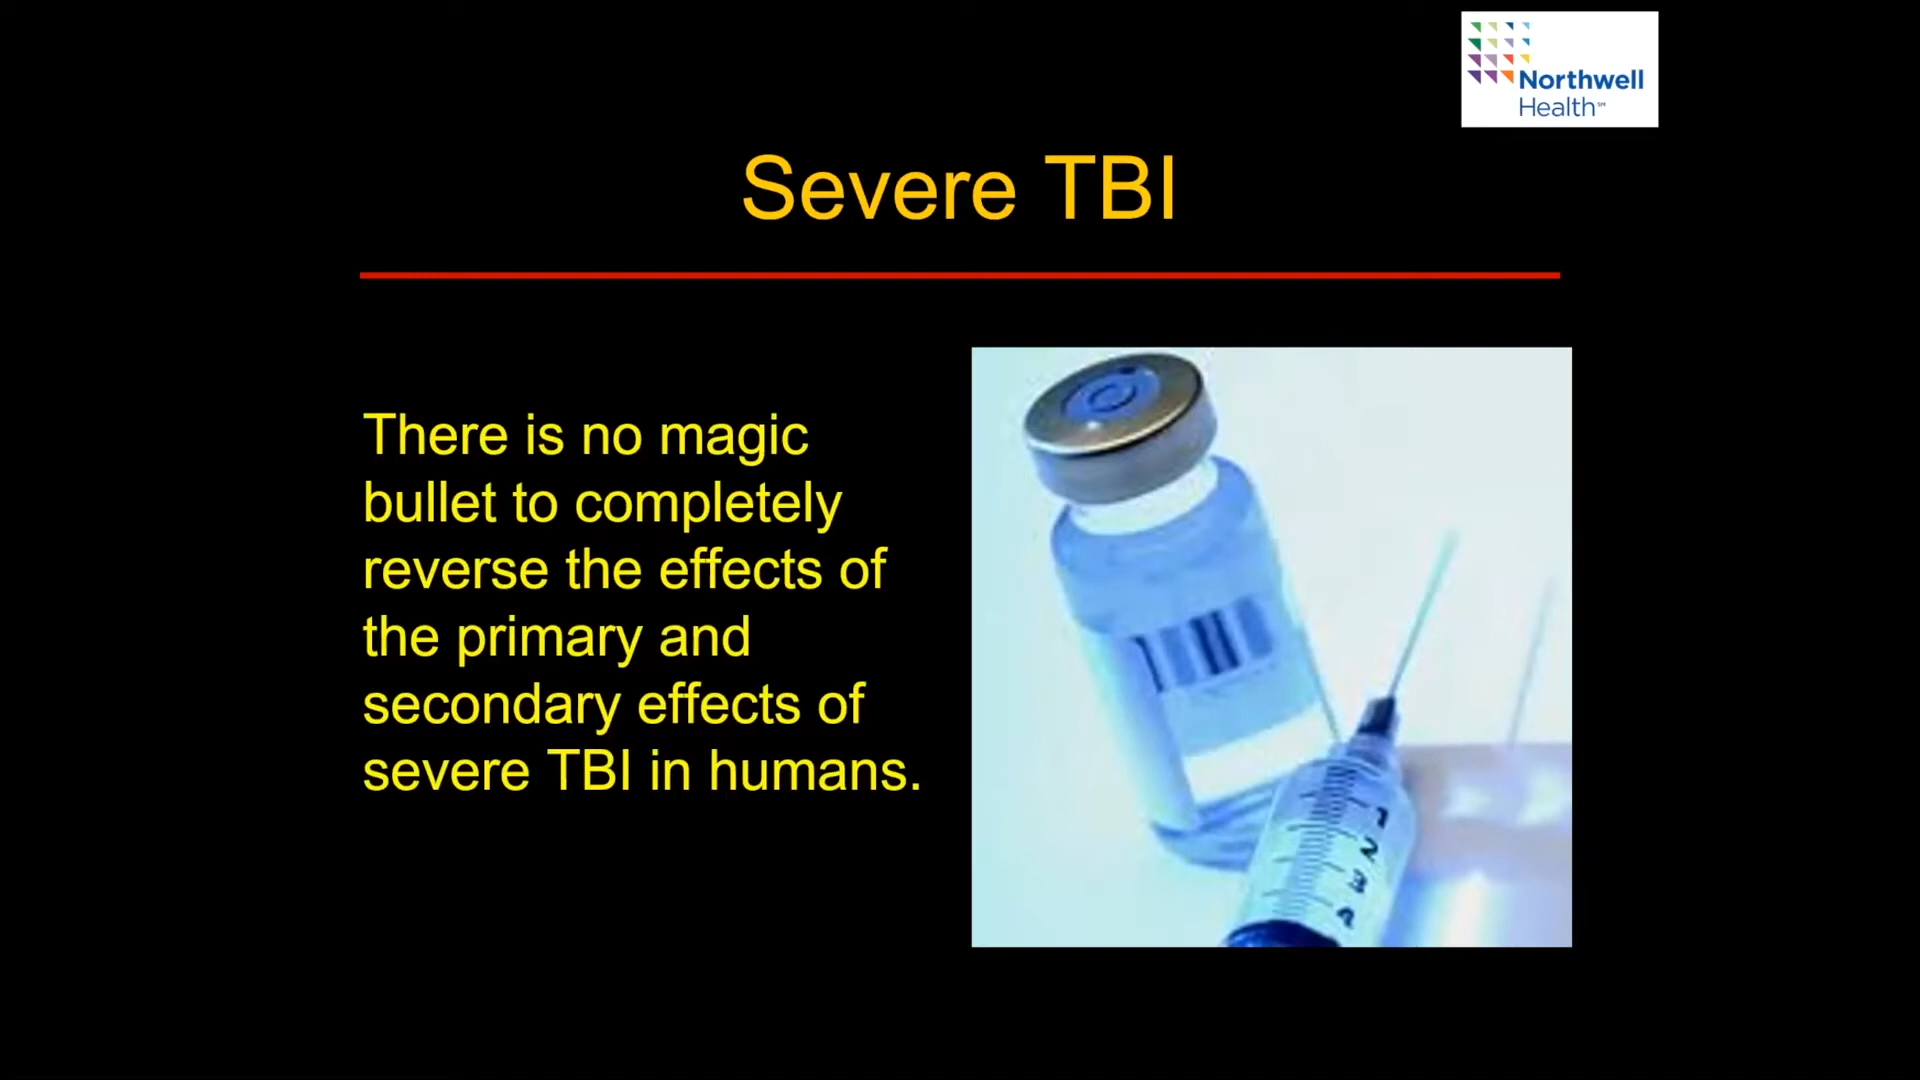 Northwell
Health℠
Severe TBI
There is no magic
bullet to completely
reverse the effects of
the primary and
secondary effects of
severe TBI in humans.
1
2
3
4